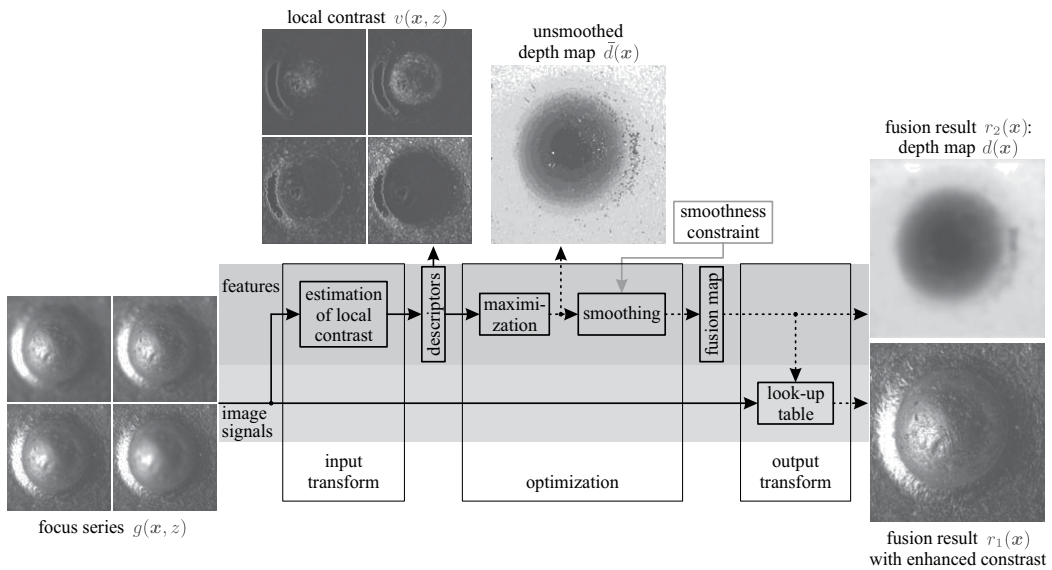 local contrast v(x, z)
unsmoothed
depth map d̄(x)
fusion result r₂(x):
depth map d(x)
smoothness
constraint
features
estimation
of local
contrast
descriptors
maximi-
zation
smoothing
fusion map
image
signals
look-up
table
input
transform
optimization
output
transform
focus series g(x, z)
fusion result r₁(x)
with enhanced constrast